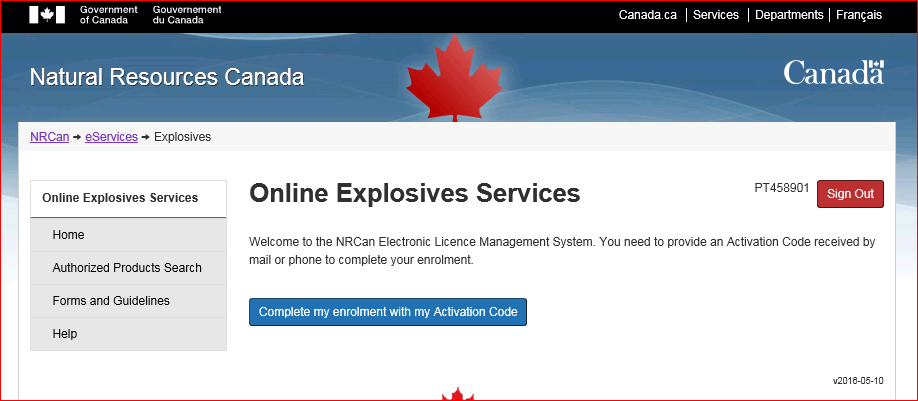 Government of Canada
Gouvernement du Canada
Canada.ca | Services | Departments | Français
Natural Resources Canada
Canada
NRCan → eServices → Explosives
Online Explosives Services
Home
Authorized Products Search
Forms and Guidelines
Help
Online Explosives Services
PT458901
Sign Out
Welcome to the NRCan Electronic Licence Management System. You need to provide an Activation Code received by
mail or phone to complete your enrolment.
Complete my enrolment with my Activation Code
v2016-05-10